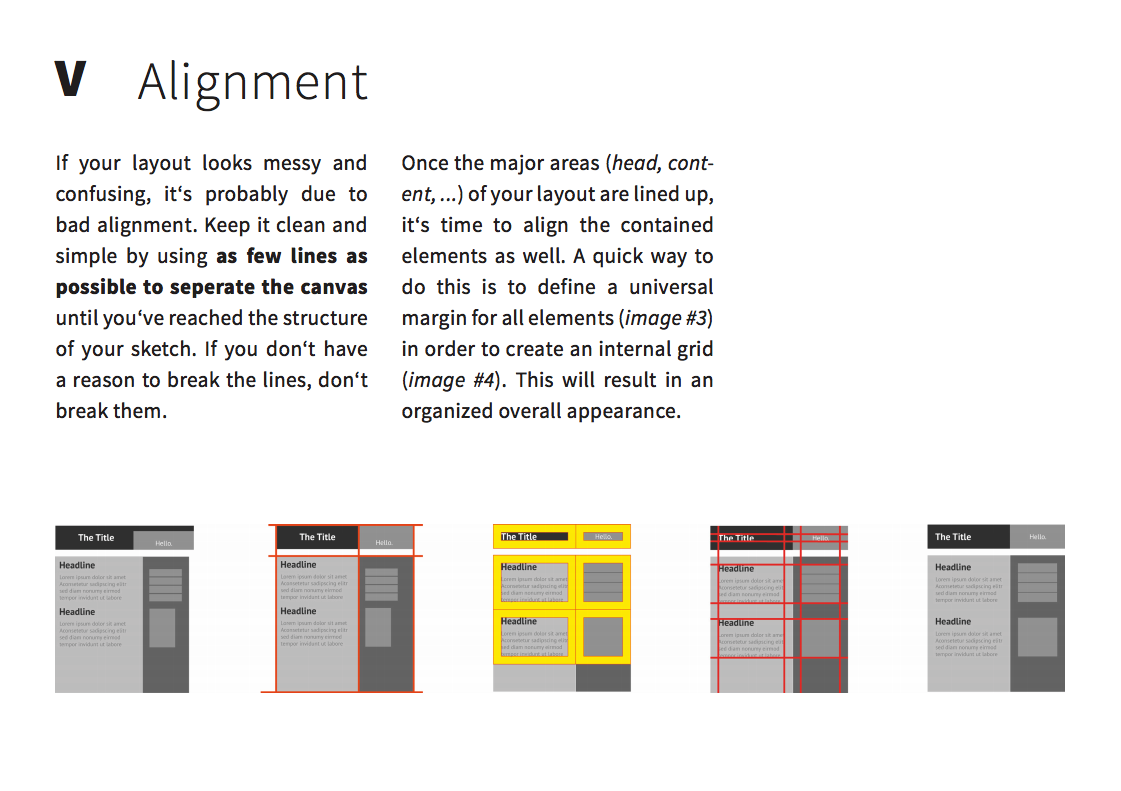 V Alignment
If your layout looks messy and
confusing, it‘s probably due to
bad alignment. Keep it clean and
simple by using as few lines as
possible to seperate the canvas
until you‘ve reached the structure
of your sketch. If you don‘t have
a reason to break the lines, don‘t
break them.
Once the major areas (head, cont-
ent, ...) of your layout are lined up,
it‘s time to align the contained
elements as well. A quick way to
do this is to define a universal
margin for all elements (image #3)
in order to create an internal grid
(image #4). This will result in an
organized overall appearance.
The Title
Hello.
Headline
Lorem ipsum dolor sit amet
Aconsetetur sadipscing elitr
sed diam nonumy eirmod
tempor invidunt ut labore
Headline
Lorem ipsum dolor sit amet
Aconsetetur sadipscing elitr
sed diam nonumy eirmod
tempor invidunt ut labore
The Title
Hello.
Headline
Lorem ipsum dolor sit amet
Aconsetetur sadipscing elitr
sed diam nonumy eirmod
tempor invidunt ut labore
Headline
Lorem ipsum dolor sit amet
Aconsetetur sadipscing elitr
sed diam nonumy eirmod
tempor invidunt ut labore
The Title
Hello.
Headline
Lorem ipsum dolor sit amet
Aconsetetur sadipscing elitr
sed diam nonumy eirmod
tempor invidunt ut labore
Headline
Lorem ipsum dolor sit amet
Aconsetetur sadipscing elitr
sed diam nonumy eirmod
tempor invidunt ut labore
The Title
Hello.
Headline
Lorem ipsum dolor sit amet
Aconsetetur sadipscing elitr
sed diam nonumy eirmod
tempor invidunt ut labore
Headline
Lorem ipsum dolor sit amet
Aconsetetur sadipscing elitr
sed diam nonumy eirmod
tempor invidunt ut labore
The Title
Hello.
Headline
Lorem ipsum dolor sit amet
Aconsetetur sadipscing elitr
sed diam nonumy eirmod
tempor invidunt ut labore
Headline
Lorem ipsum dolor sit amet
Aconsetetur sadipscing elitr
sed diam nonumy eirmod
tempor invidunt ut labore